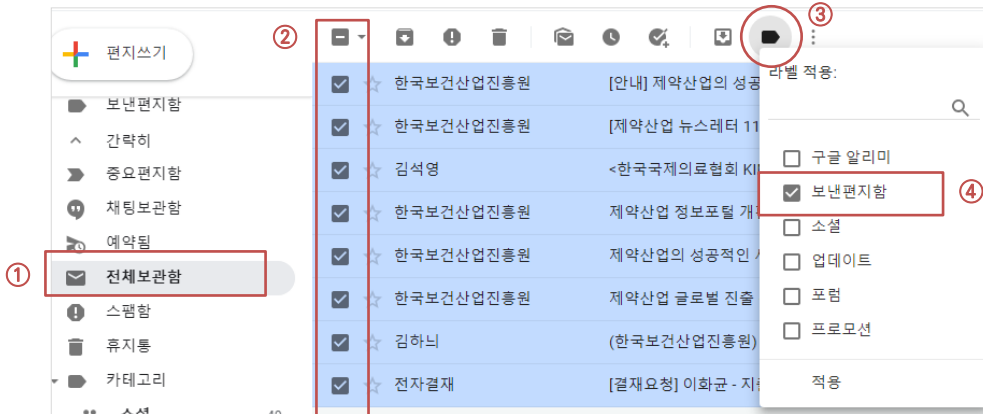 ③
②
편지쓰기
보낸편지함
간략히
중요편지함
채팅보관함
예약됨
①
전체보관함
스팸함
휴지통
카테고리
한국보건산업진흥원 [안내] 제약산업의 성공
한국보건산업진흥원 [제약산업 뉴스레터 11
김석영 <한국국제의료협회 KI
한국보건산업진흥원 제약산업 정보포털 개
한국보건산업진흥원 제약산업의 성공적인
한국보건산업진흥원 제약산업 글로벌 진출
김하늬 (한국보건산업진흥원)
전자결재 [결재요청] 이화균 - 지
라벨 적용:
구글 알리미
보낸편지함
④
소셜
업데이트
포럼
프로모션
적용